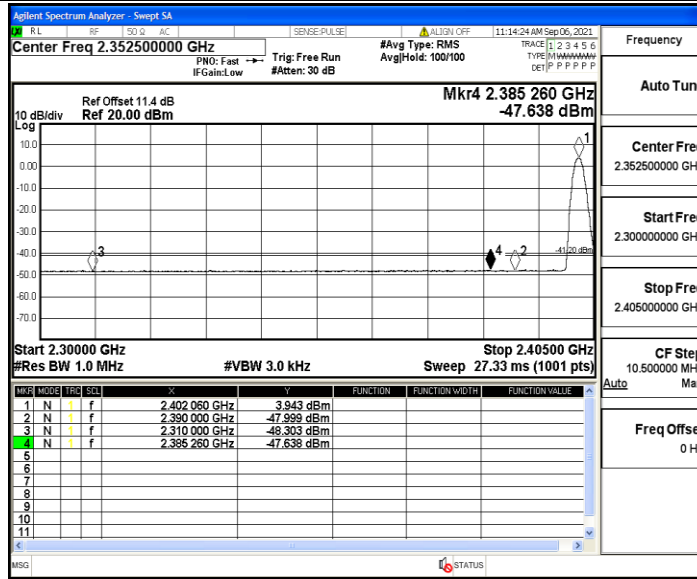 Agilent Spectrum Analyzer - Swept SA
RL RF 50 Ω AC SENSE:PULSE ALIGN OFF 11:14:24 AM Sep 06, 2021
Center Freq 2.352500000 GHz
PNO: Fast Trig: Free Run
IFGain:Low #Atten: 30 dB
#Avg Type: RMS
Avg|Hold: 100/100
TRACE 1 2 3 4 5 6
TYPE M W W W W W
DET P P P P P P
Ref Offset 11.4 dB
10 dB/div Ref 20.00 dBm
Log
Mkr4 2.385 260 GHz
-47.638 dBm
10.0
0.00
-10.0
-20.0
-30.0
-40.0
-50.0
-60.0
-70.0
1
2
3
4
-41.20 dBm
Start 2.30000 GHz Stop 2.40500 GHz
#Res BW 1.0 MHz #VBW 3.0 kHz Sweep 27.33 ms (1001 pts)
MKR MODE TRC SCL X Y FUNCTION FUNCTION WIDTH FUNCTION VALUE
1 N 1 f 2.402 060 GHz 3.943 dBm
2 N 1 f 2.390 000 GHz -47.999 dBm
3 N 1 f 2.310 000 GHz -48.303 dBm
4 N 1 f 2.385 260 GHz -47.638 dBm
5
6
7
8
9
10
11
MSG STATUS
Frequency
Auto Tun
Center Fre
2.352500000 GH
Start Fre
2.300000000 GH
Stop Fre
2.405000000 GH
CF Ste
10.500000 MH
Auto Ma
Freq Offse
0 H